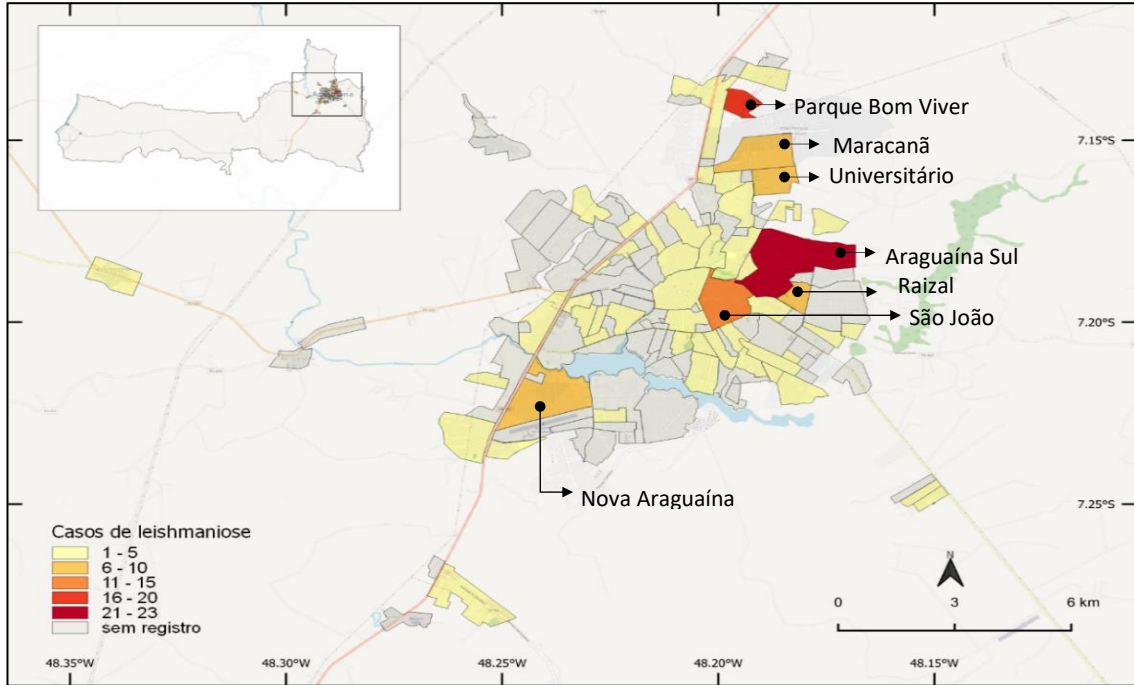 Parque Bom Viver
Maracanã
Universitário
Araguaína Sul
Raizal
São João
Nova Araguaína
7.15°S
7.20°S
7.25°S
Casos de leishmaniose
1 - 5
6 - 10
11 - 15
16 - 20
21 - 23
sem registro
N
0 3 6 km
48.35°W 48.30°W 48.25°W 48.20°W 48.15°W